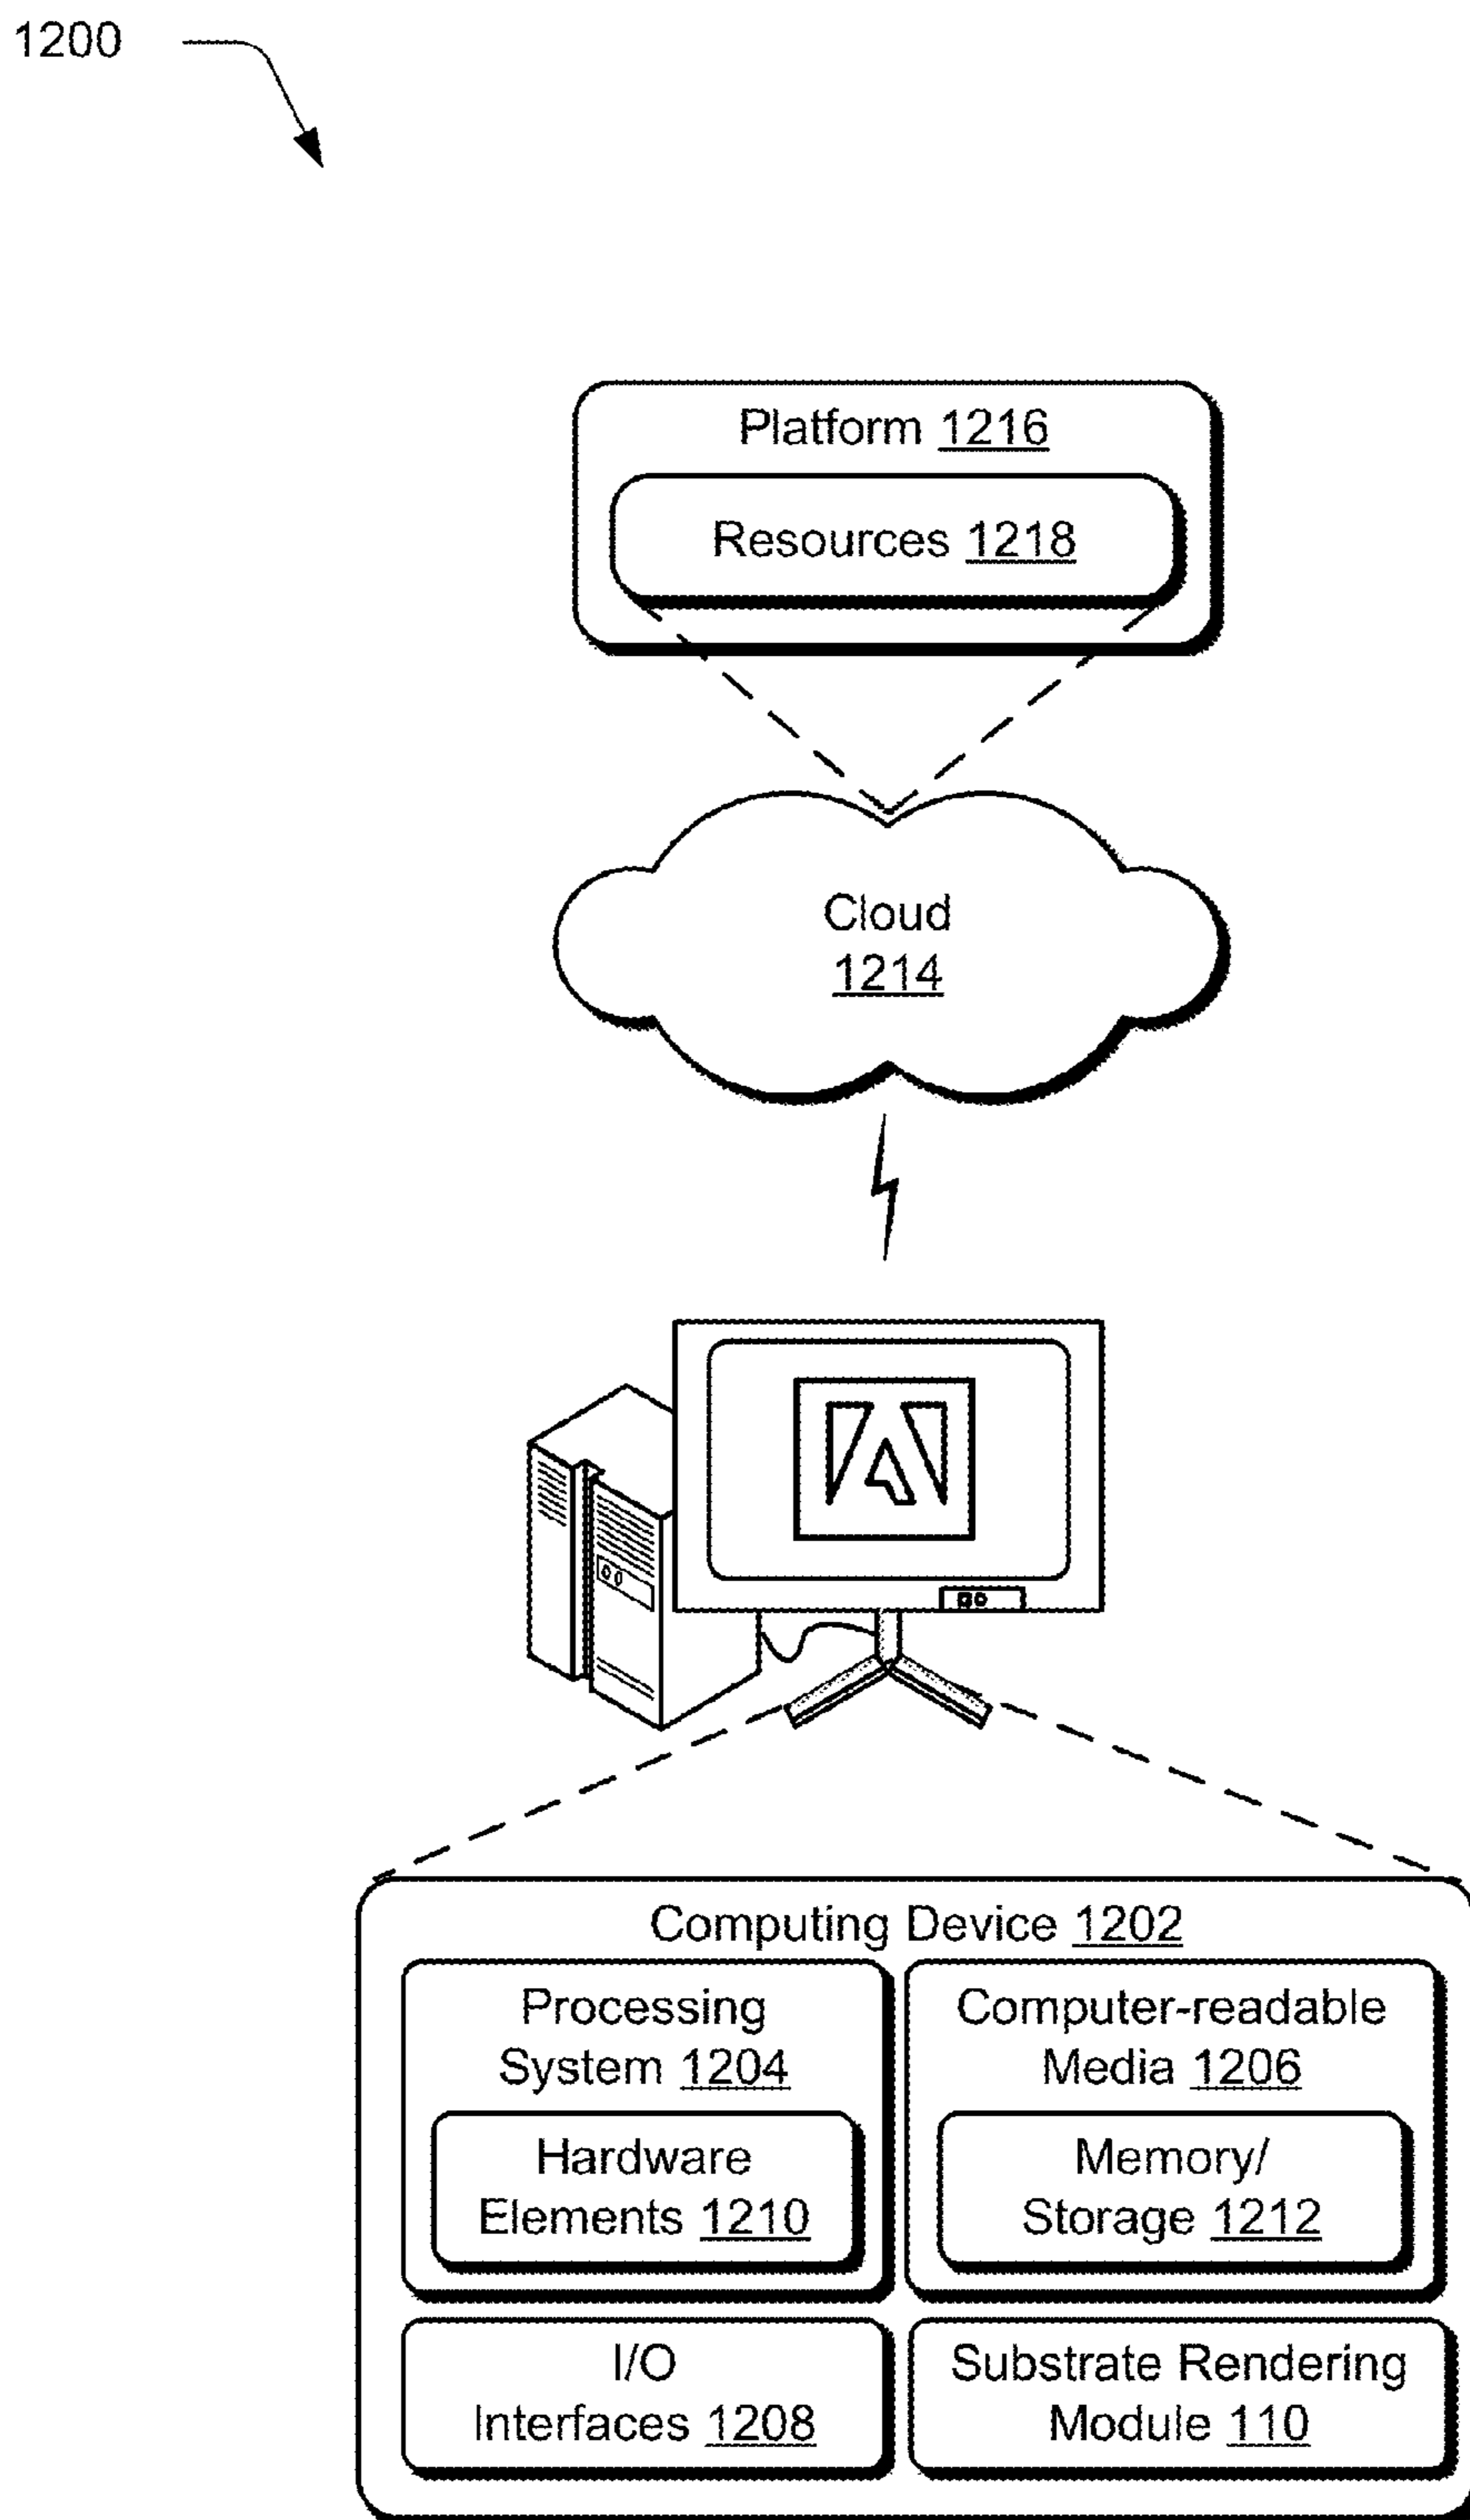 1200
Platform 1216
Resources 1218
Cloud
1214
Computing Device 1202
Processing
System 1204
Hardware
Elements 1210
Computer-readable
Media 1206
Memory/
Storage 1212
I/O
Interfaces 1208
Substrate Rendering
Module 110